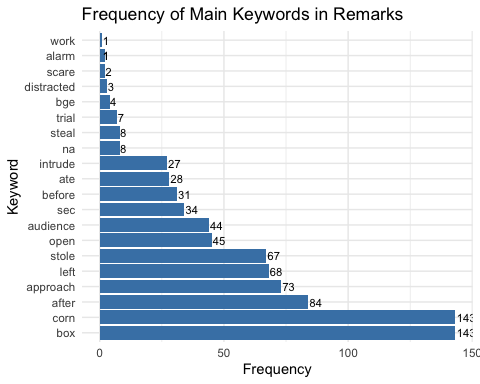 Frequency of Main Keywords in Remarks
work 1
alarm 1
scare 2
distracted 3
bge 4
trial 7
steal 8
na 8
intrude 27
ate 28
before 31
sec 34
audience 44
open 45
stole 67
left 68
approach 73
after 84
corn 143
box 143
Keyword
0 50 100 150
Frequency